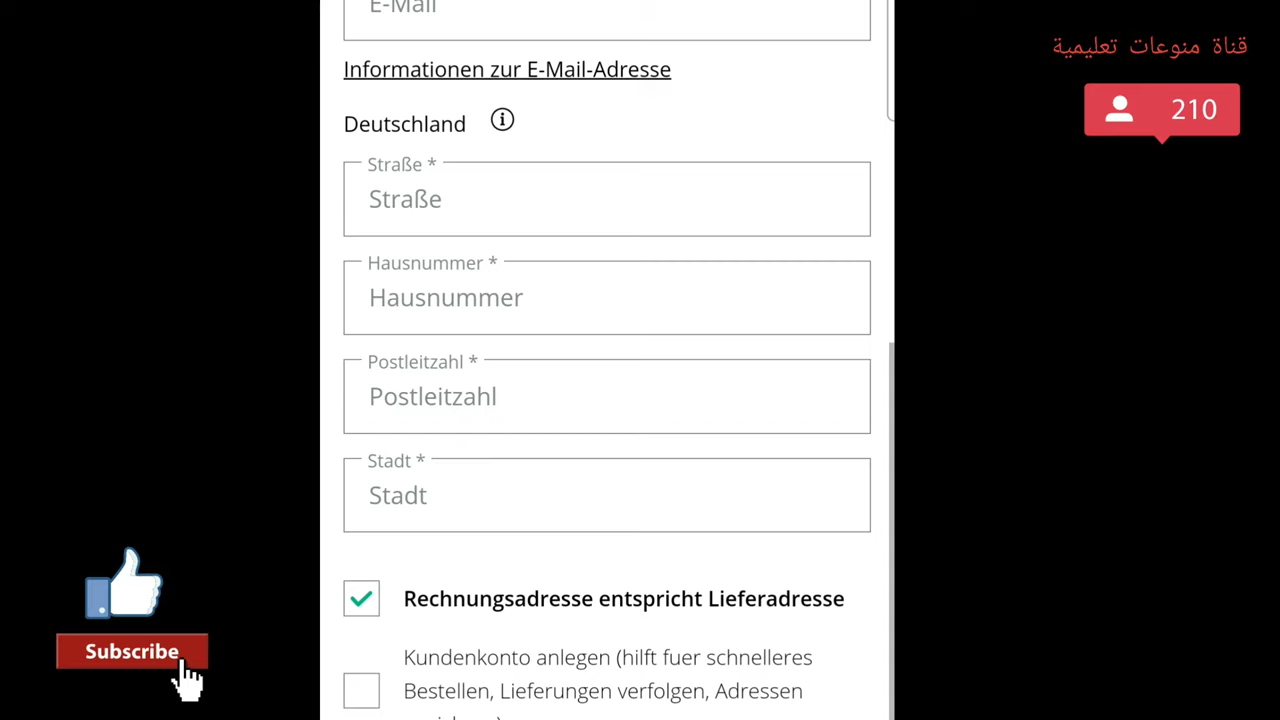 E-Mail
قناة منوعات تعليمية
Informationen zur E-Mail-Adresse
210
Deutschland
Straße *
Straße
Hausnummer *
Hausnummer
Postleitzahl *
Postleitzahl
Stadt *
Stadt
Rechnungsadresse entspricht Lieferadresse
Subscribe
Kundenkonto anlegen (hilft fuer schnelleres
Bestellen, Lieferungen verfolgen, Adressen